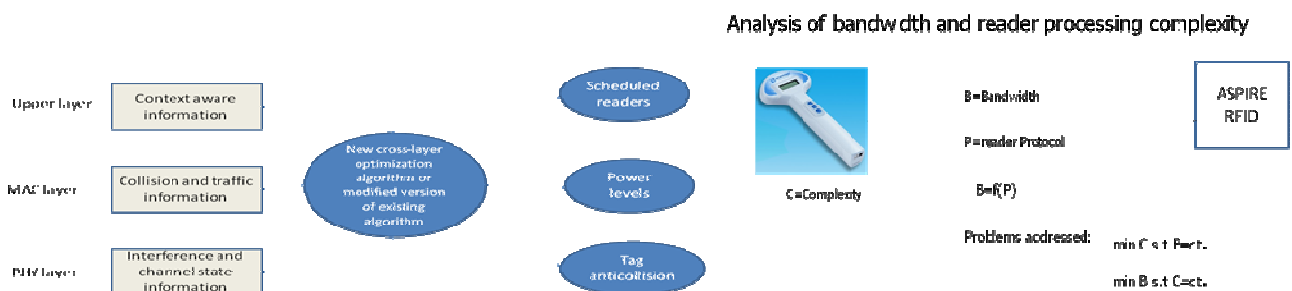 Analysis of bandwidth and reader processing complexity
Upper layer
Context aware
information
MAC layer
Collision and traffic
information
PHY layer
Interference and
channel state
information
New cross-layer
optimization
algorithm or
modified version
of existing
algorithm
Scheduled
readers
Power
levels
Tag
anticollision
C=Complexity
B=Bandwidth
P=reader Protocol
B=f(P)
Problems addressed:
min C s.t B=ct.
min B s.t C=ct.
ASPIRE
RFID